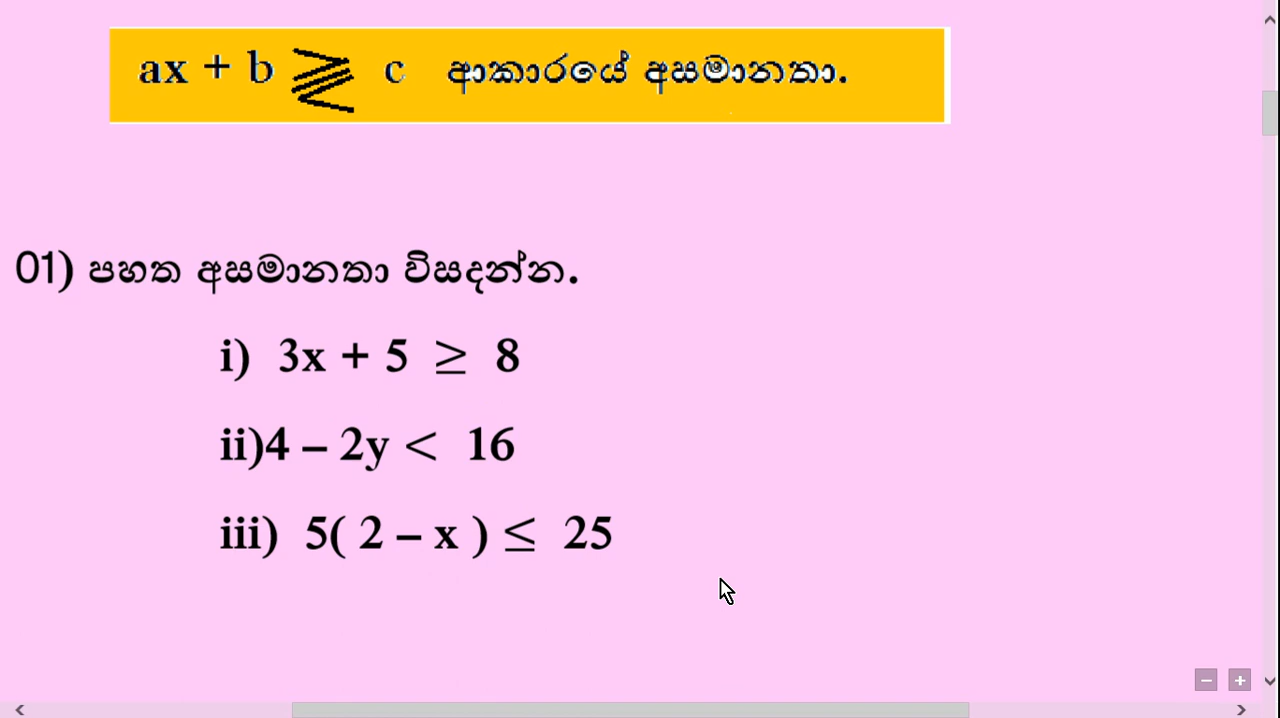 ax + b ⋛ c ආකාරයේ අසමානතා.
01) පහත අසමානතා විසදන්න.
i) 3x + 5 ≥ 8
ii)4 – 2y < 16
iii) 5( 2 – x ) ≤ 25